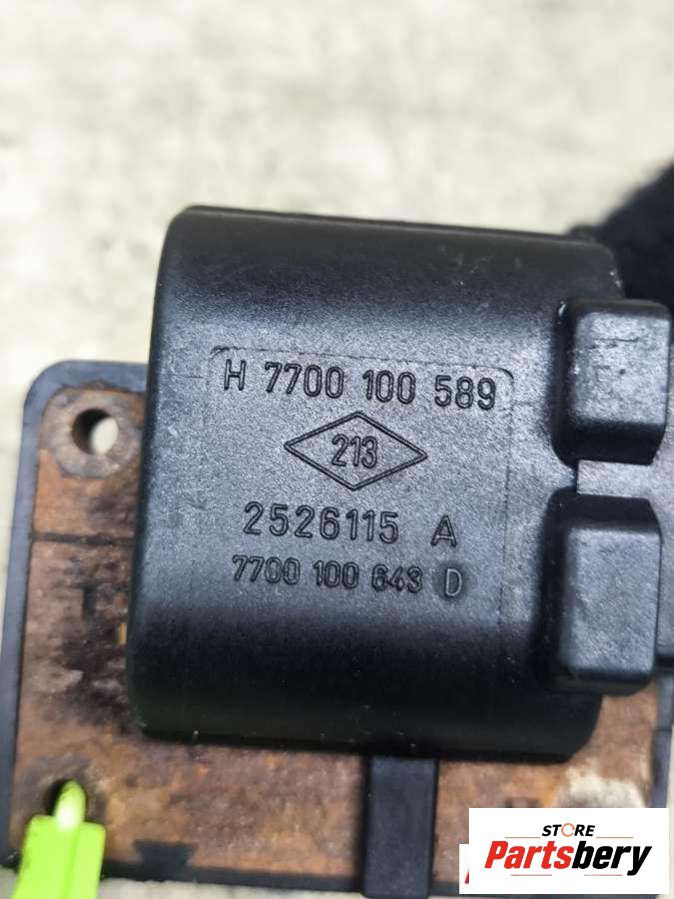 H 7700 100 589
213
2526115 A
7700 100 643 D
STORE
Partsbery